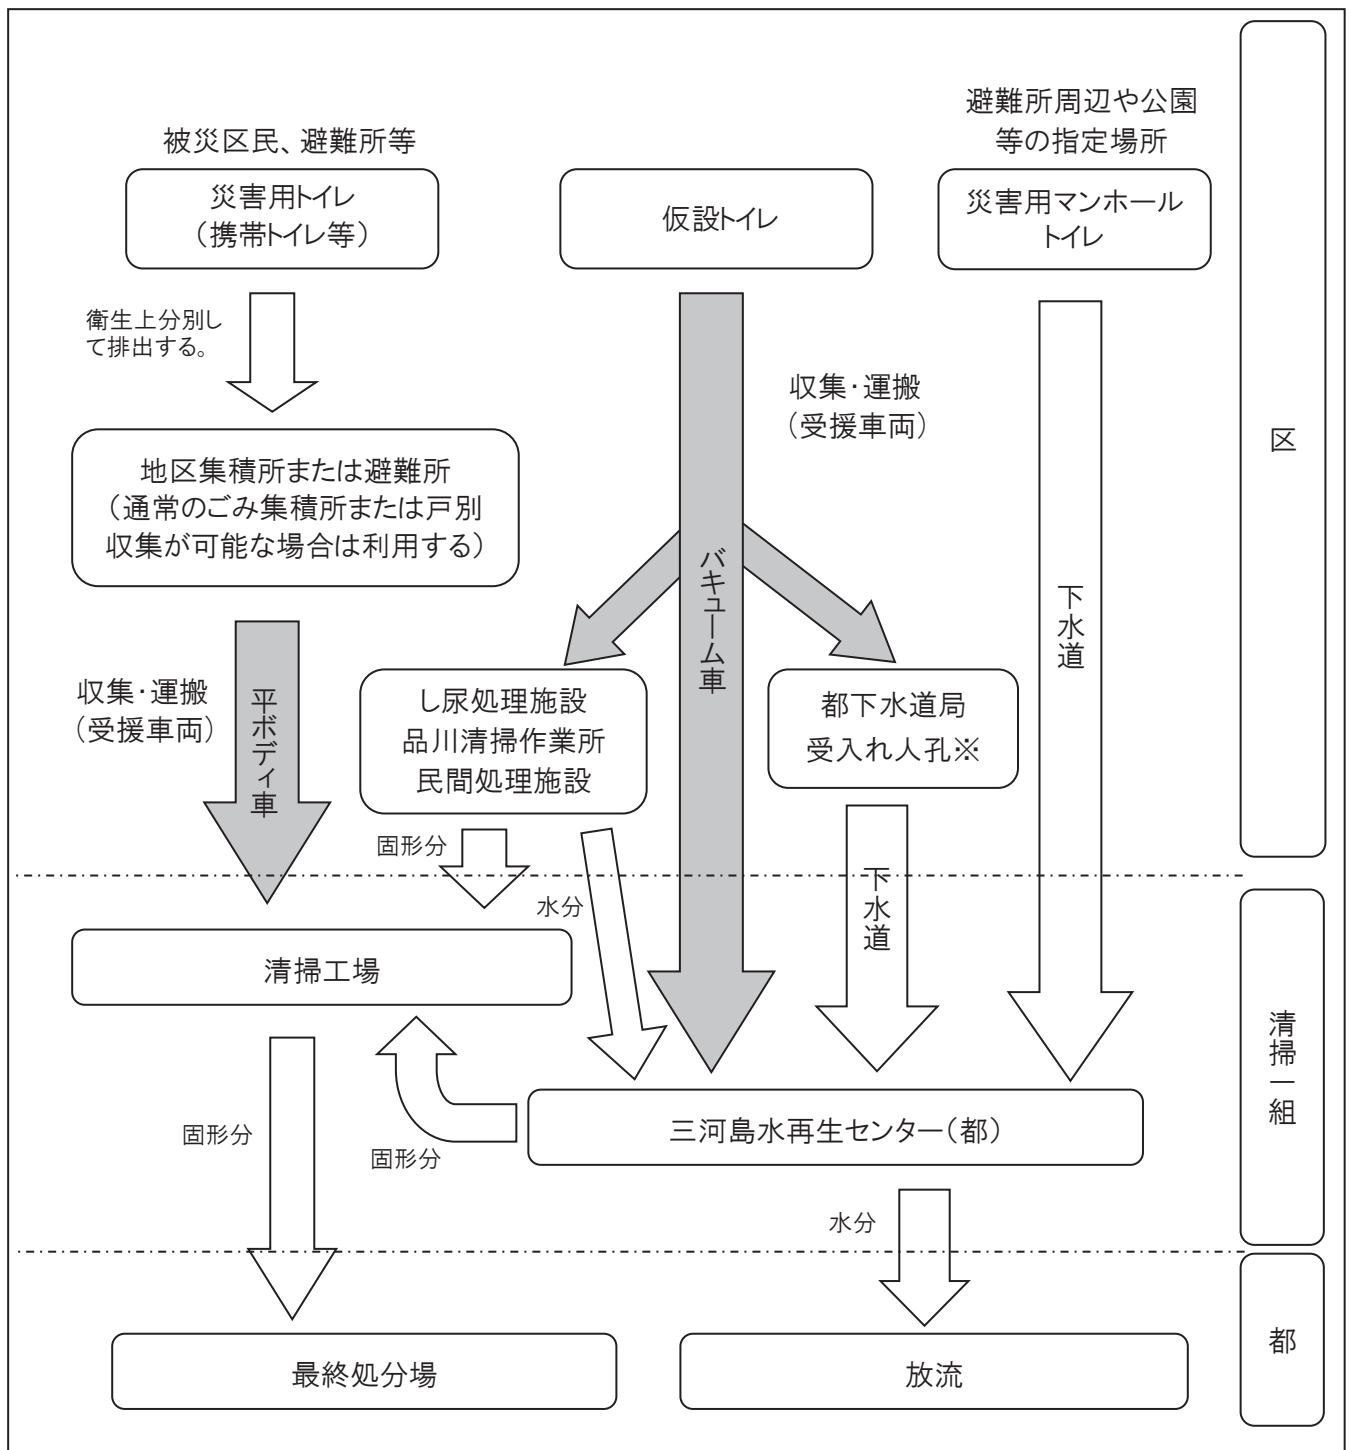 避難所周辺や公園
等の指定場所
被災区民、避難所等
災害用トイレ
（携帯トイレ等）
仮設トイレ
災害用マンホール
トイレ
区
衛生上分別し
て排出する。
収集・運搬
（受援車両）
地区集積所または避難所
（通常のごみ集積所または戸別
収集が可能な場合は利用する）
バキューム車
下水道
収集・運搬
（受援車両）
平ボディ車
し尿処理施設
品川清掃作業所
民間処理施設
都下水道局
受入れ人孔※
固形分
水分
下水道
清掃工場
清掃一組
固形分
固形分
三河島水再生センター（都）
水分
都
最終処分場
放流